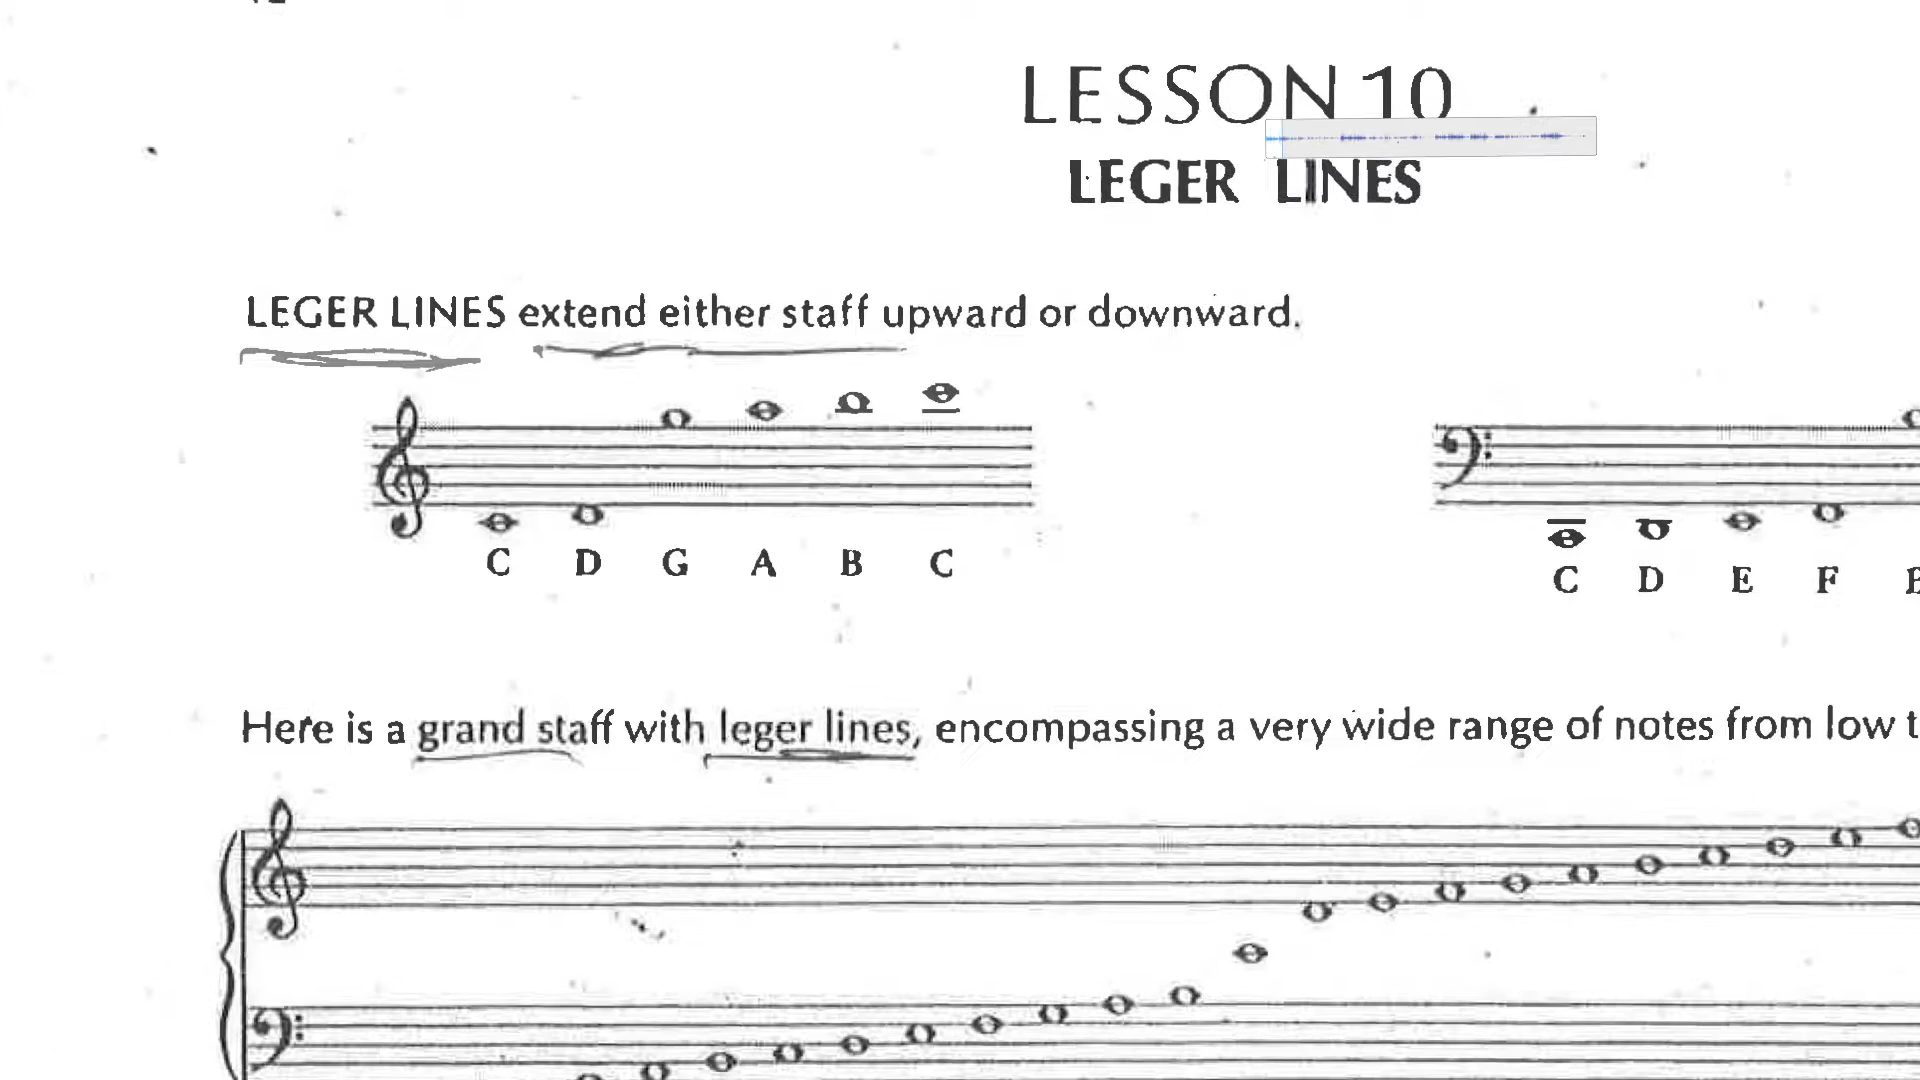 LESSON 10
LEGER LINES
LEGER LINES extend either staff upward or downward.
C D G A B C
C D E F
Here is a grand staff with leger lines, encompassing a very wide range of notes from low